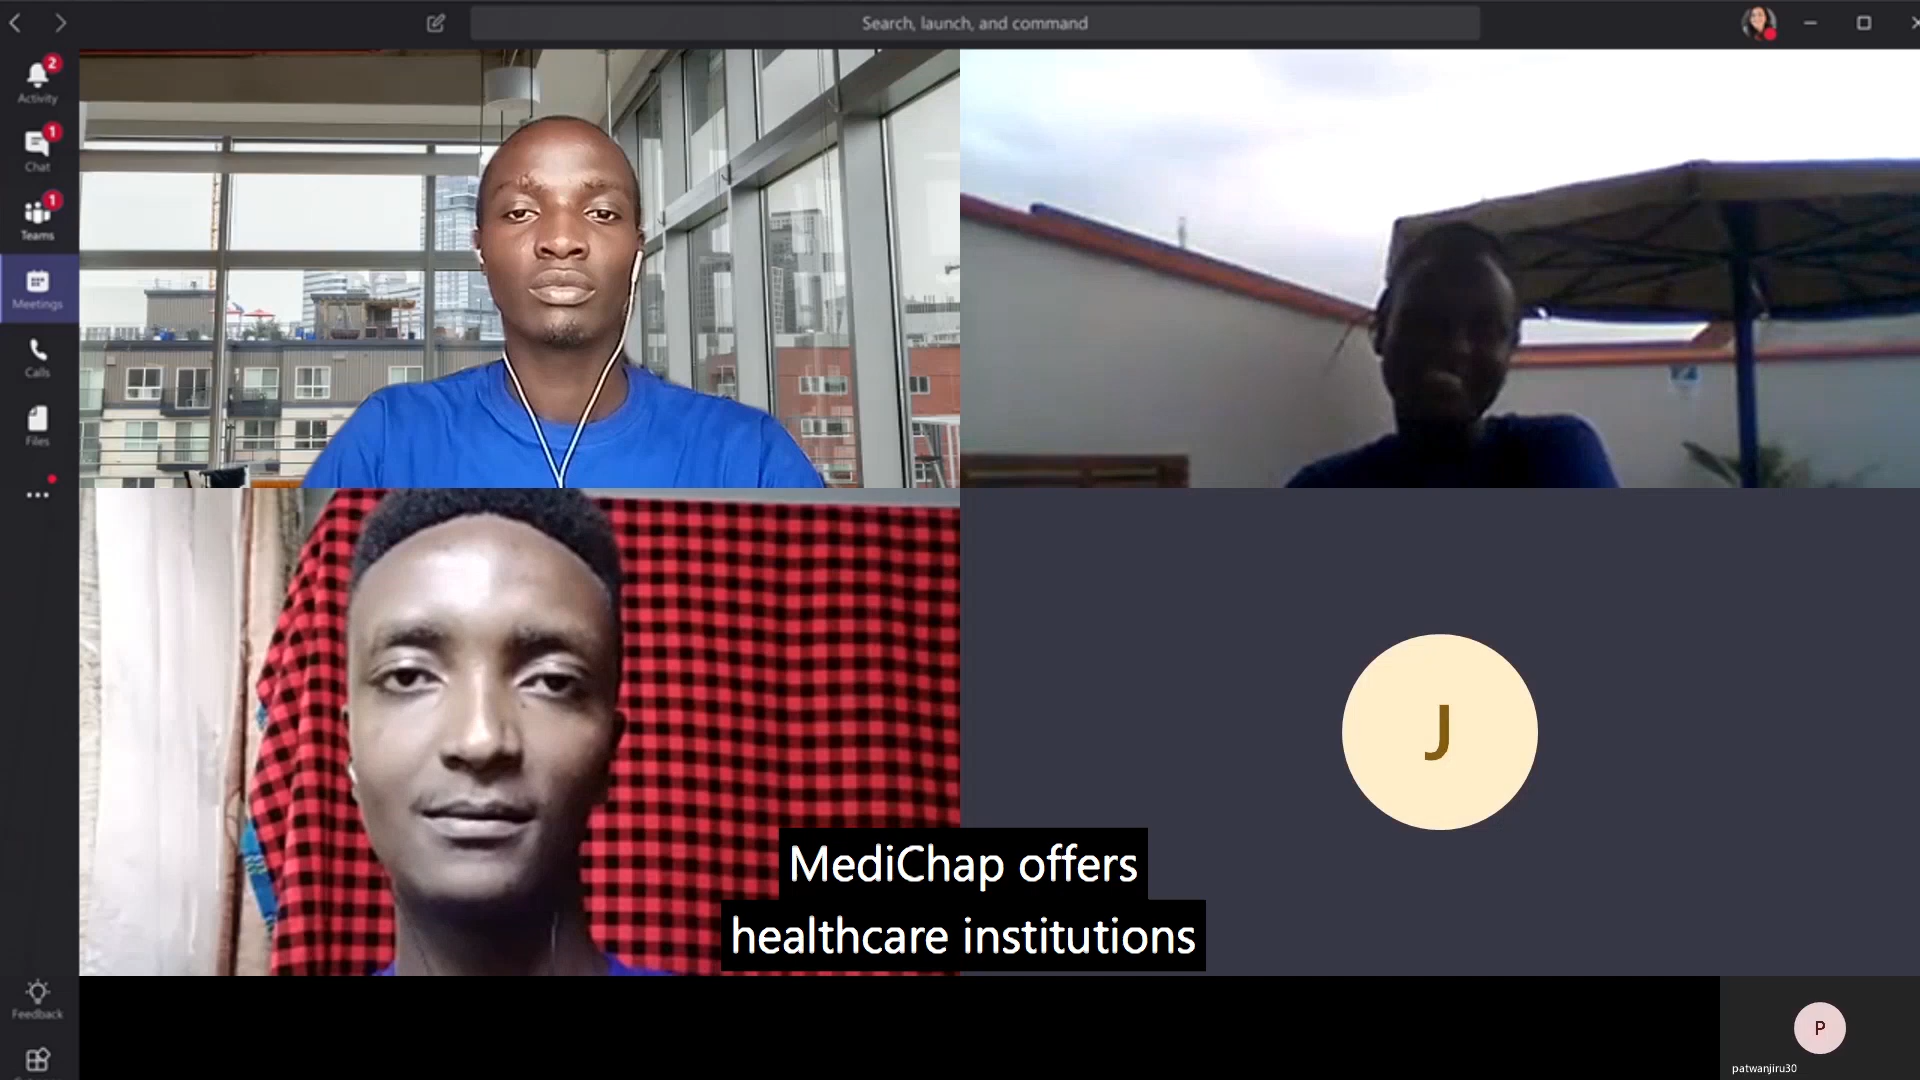 Search, launch, and command
2
Activity
1
Chat
1
Teams
Meetings
Calls
Files
J
MediChap offers
healthcare institutions
Feedback
P
patwanjiru30